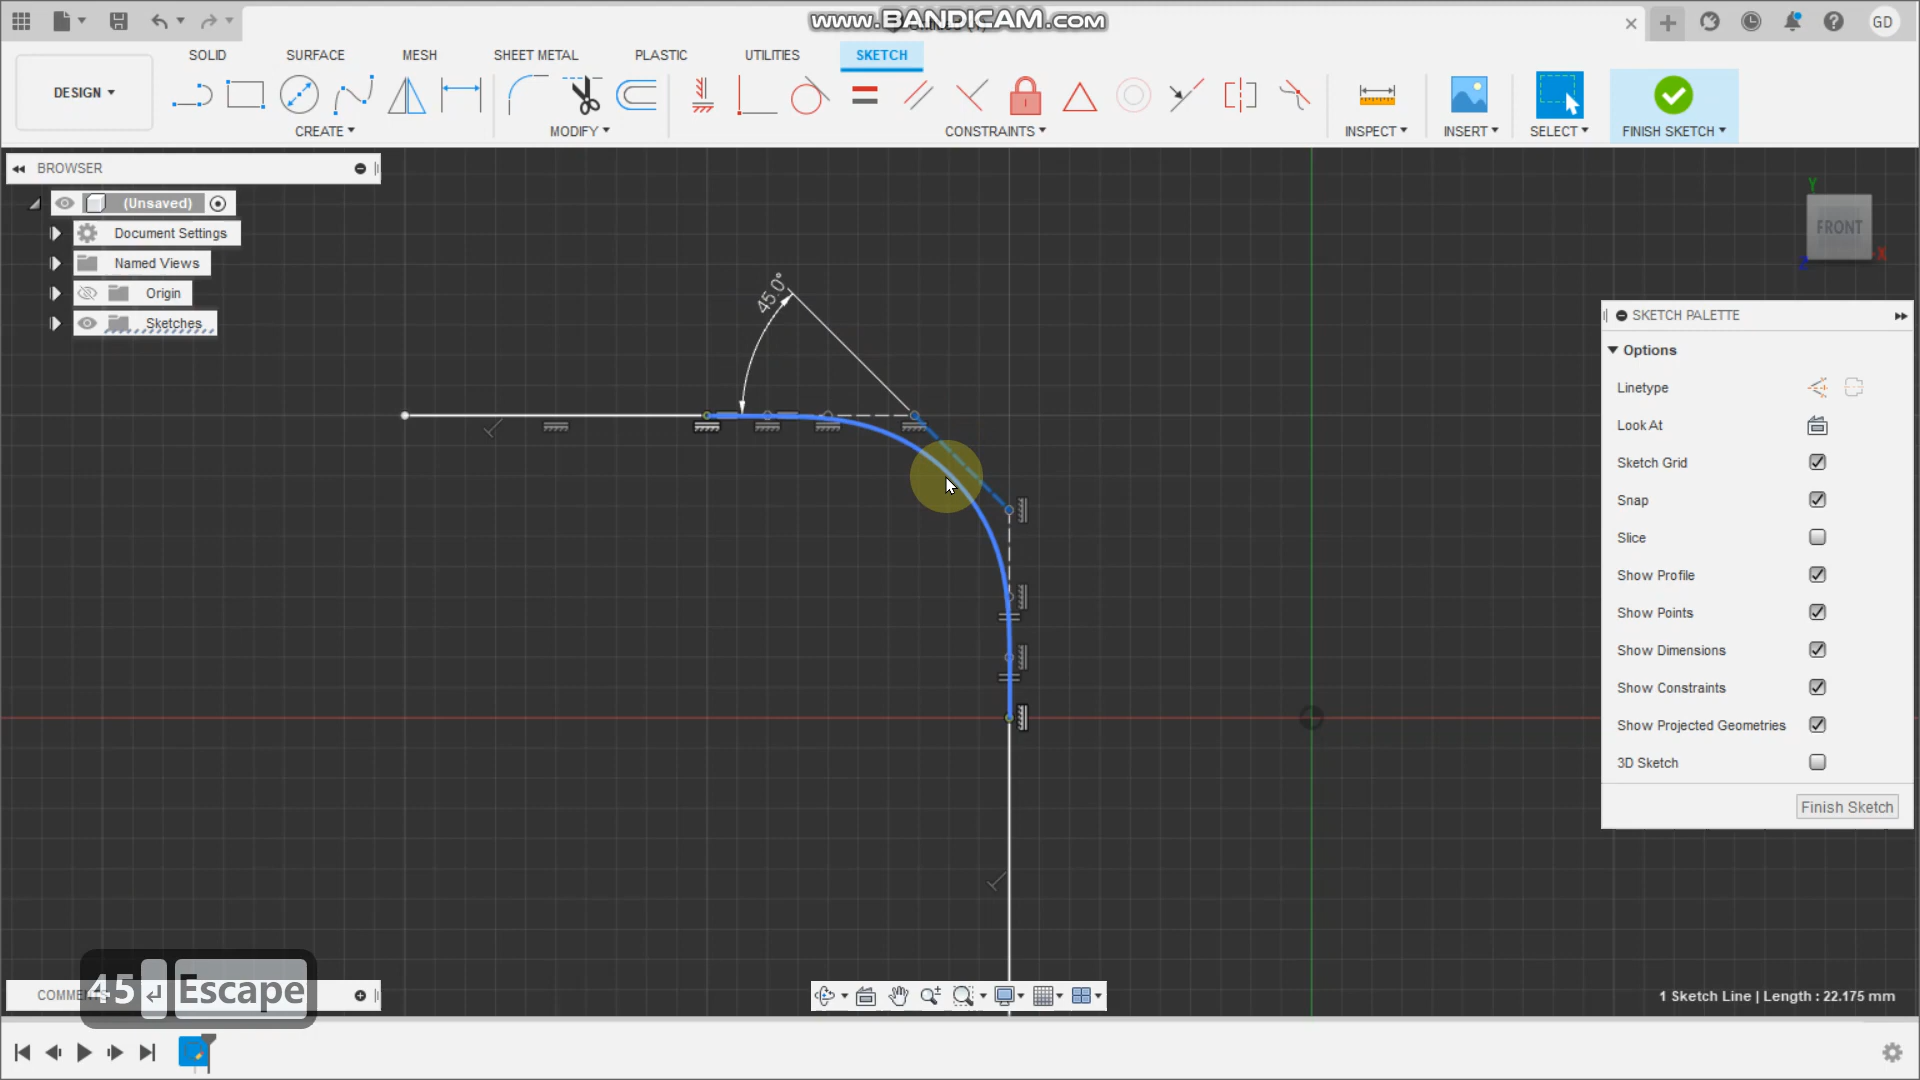 www.BANDICAM.com
GD
SOLID
SURFACE
MESH
SHEET METAL
PLASTIC
UTILITIES
SKETCH
DESIGN
CREATE
MODIFY
CONSTRAINTS
INSPECT
INSERT
SELECT
FINISH SKETCH
BROWSER
(Unsaved)
Document Settings
Named Views
Origin
Sketches
45.0°
Y
FRONT
X
Z
SKETCH PALETTE
Options
Linetype
Look At
Sketch Grid
Snap
Slice
Show Profile
Show Points
Show Dimensions
Show Constraints
Show Projected Geometries
3D Sketch
Finish Sketch
45 ↵ Escape
1 Sketch Line | Length : 22.175 mm